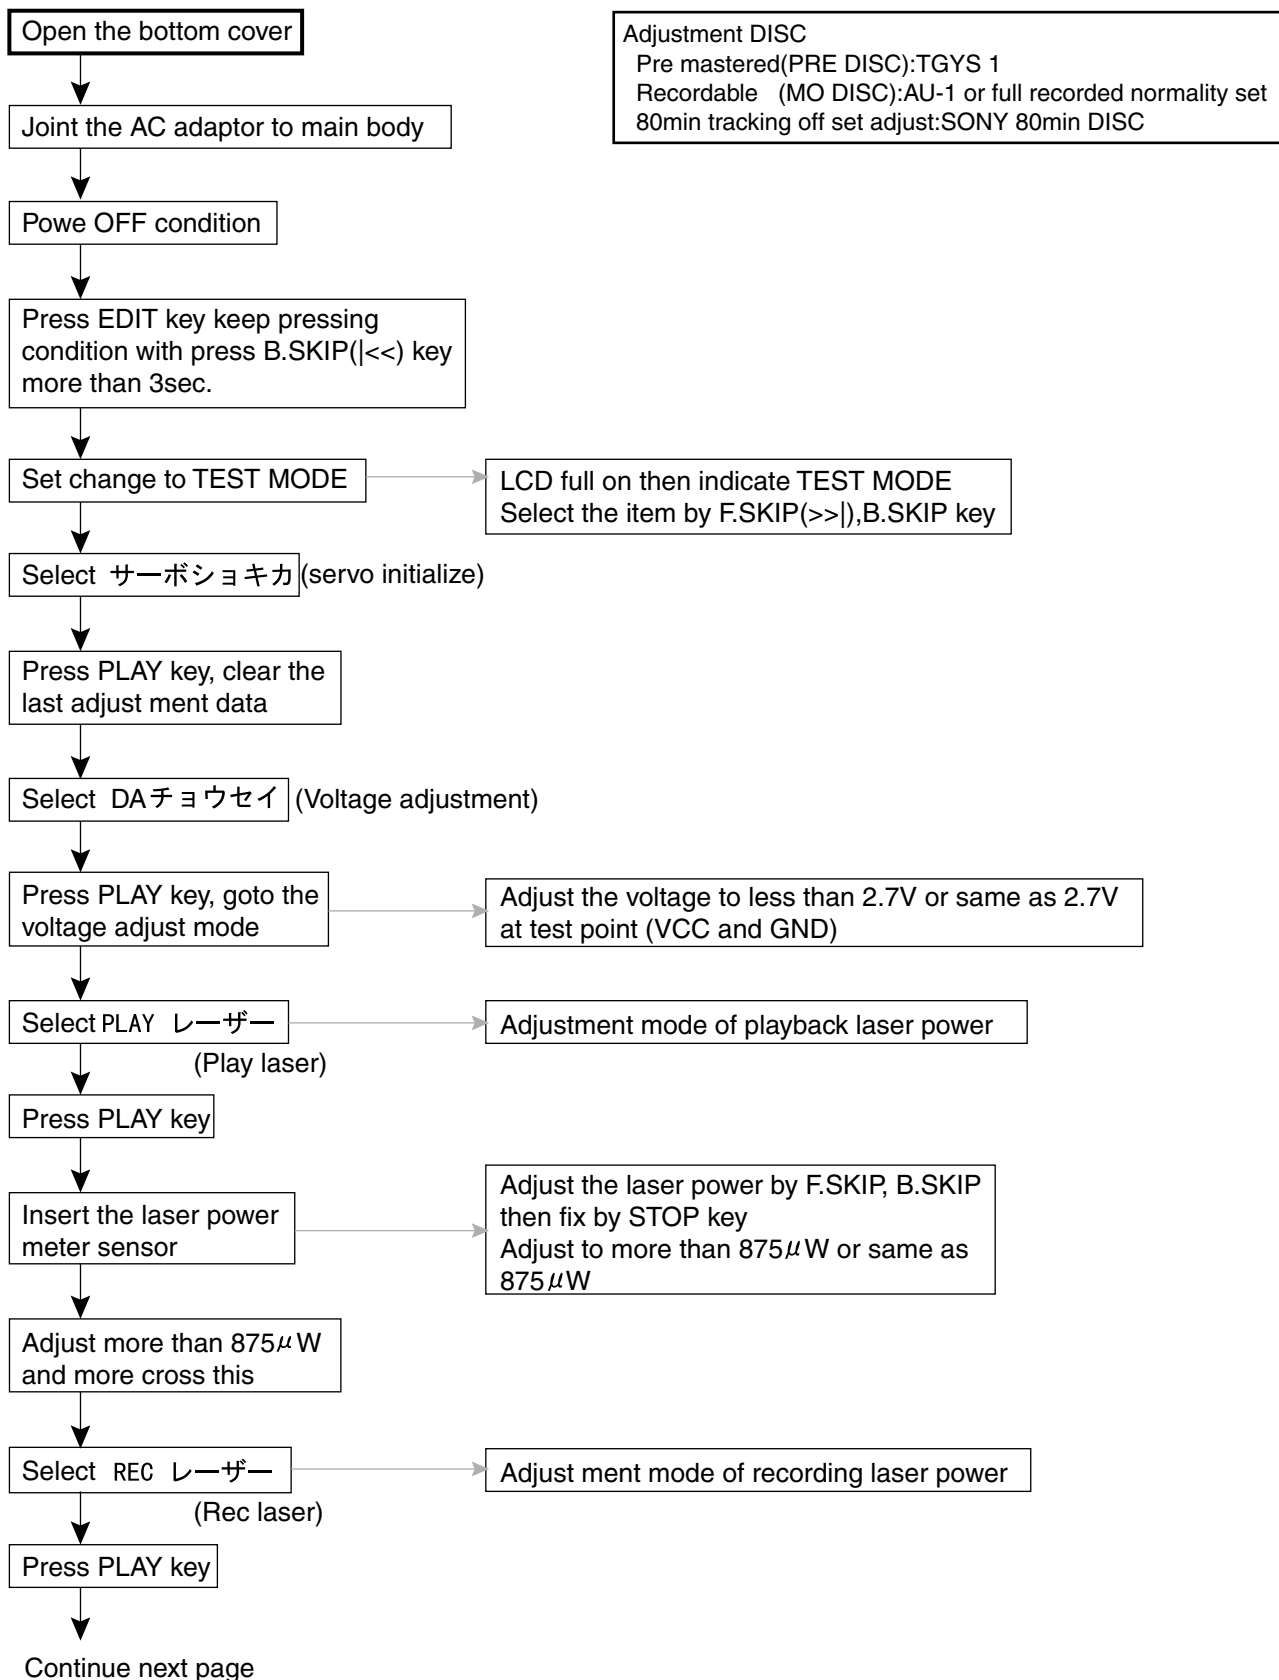 Open the bottom cover
Adjustment DISC
Pre mastered(PRE DISC):TGYS 1
Recordable (MO DISC):AU-1 or full recorded normality set
80min tracking off set adjust:SONY 80min DISC
Joint the AC adaptor to main body
Powe OFF condition
Press EDIT key keep pressing
condition with press B.SKIP(|<<) key
more than 3sec.
Set change to TEST MODE
LCD full on then indicate TEST MODE
Select the item by F.SKIP(>>|),B.SKIP key
Select サーボショキカ(servo initialize)
Press PLAY key, clear the
last adjust ment data
Select DAチョウセイ (Voltage adjustment)
Press PLAY key, goto the
voltage adjust mode
Adjust the voltage to less than 2.7V or same as 2.7V
at test point (VCC and GND)
Select PLAY レーザー
(Play laser)
Adjustment mode of playback laser power
Press PLAY key
Insert the laser power
meter sensor
Adjust the laser power by F.SKIP, B.SKIP
then fix by STOP key
Adjust to more than 875μW or same as
875μW
Adjust more than 875μW
and more cross this
Select REC レーザー
(Rec laser)
Adjust ment mode of recording laser power
Press PLAY key
Continue next page